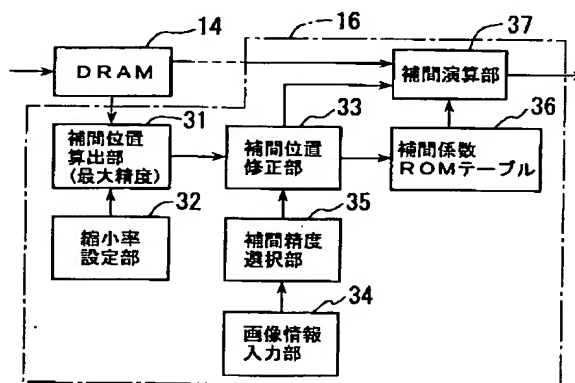 14
16
37
DRAM
補間演算部
31
33
36
補間位置
算出部
(最大精度)
補間位置
修正部
補間係数
ROMテーブル
32
35
縮小率
設定部
補間精度
選択部
34
画像情報
入力部